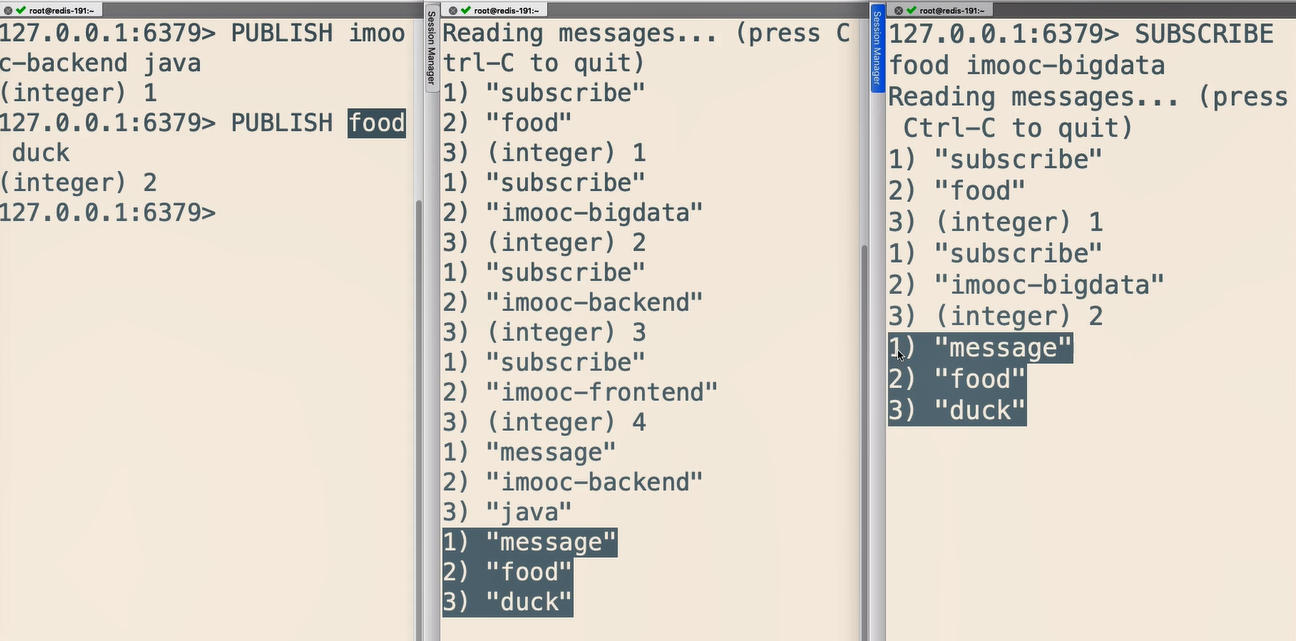 root@redis-191:~
127.0.0.1:6379> PUBLISH imoo
c-backend java
(integer) 1
127.0.0.1:6379> PUBLISH food
duck
(integer) 2
127.0.0.1:6379>
Session Manager
root@redis-191:~
Reading messages... (press C
trl-C to quit)
1) "subscribe"
2) "food"
3) (integer) 1
1) "subscribe"
2) "imooc-bigdata"
3) (integer) 2
1) "subscribe"
2) "imooc-backend"
3) (integer) 3
1) "subscribe"
2) "imooc-frontend"
3) (integer) 4
1) "message"
2) "imooc-backend"
3) "java"
1) "message"
2) "food"
3) "duck"
Session Manager
root@redis-191:~
127.0.0.1:6379> SUBSCRIBE
food imooc-bigdata
Reading messages... (press
Ctrl-C to quit)
1) "subscribe"
2) "food"
3) (integer) 1
1) "subscribe"
2) "imooc-bigdata"
3) (integer) 2
1) "message"
2) "food"
3) "duck"